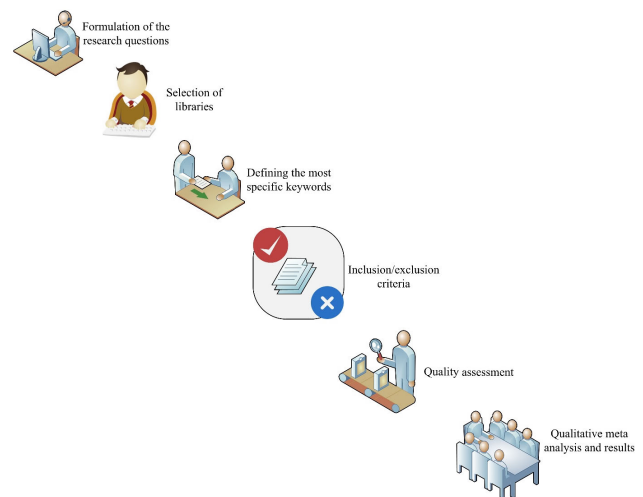 Formulation of the
research questions
Selection of
libraries
Defining the most
specific keywords
Inclusion/exclusion
criteria
Quality assessment
Qualitative meta
analysis and results